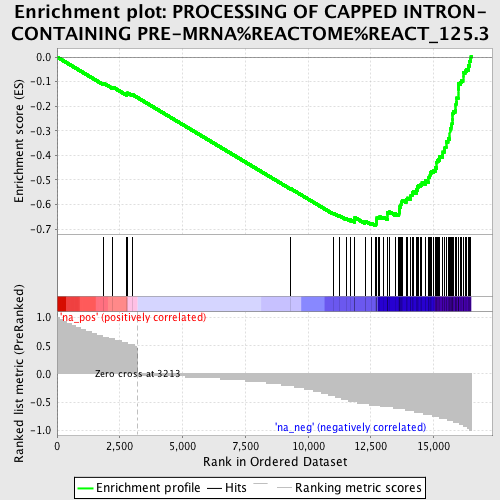 Enrichment plot: PROCESSING OF CAPPED INTRON-
CONTAINING PRE-MRNA%REACTOME%REACT_125.3
Enrichment score (ES)
0.0
-0.1
-0.2
-0.3
-0.4
-0.5
-0.6
-0.7
Ranked list metric (PreRanked)
1.0
0.5
0.0
-0.5
-1.0
'na_pos' (positively correlated)
Zero cross at 3213
'na_neg' (negatively correlated)
0
2,500
5,000
7,500
10,000
12,500
15,000
Rank in Ordered Dataset
Enrichment profile
Hits
Ranking metric scores